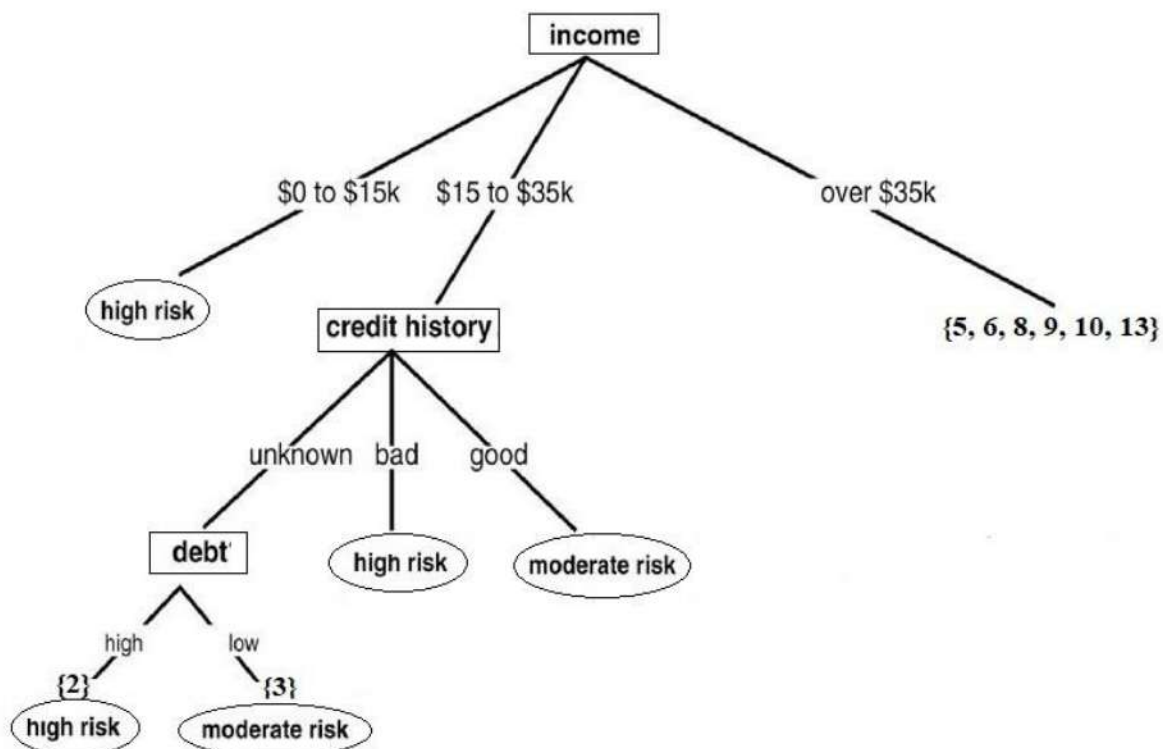 income
$0 to $15k
$15 to $35k
over $35k
high risk
credit history
{5, 6, 8, 9, 10, 13}
unknown
bad
good
debt'
high risk
moderate risk
high
low
{2}
{3}
hıgh risk
moderate risk